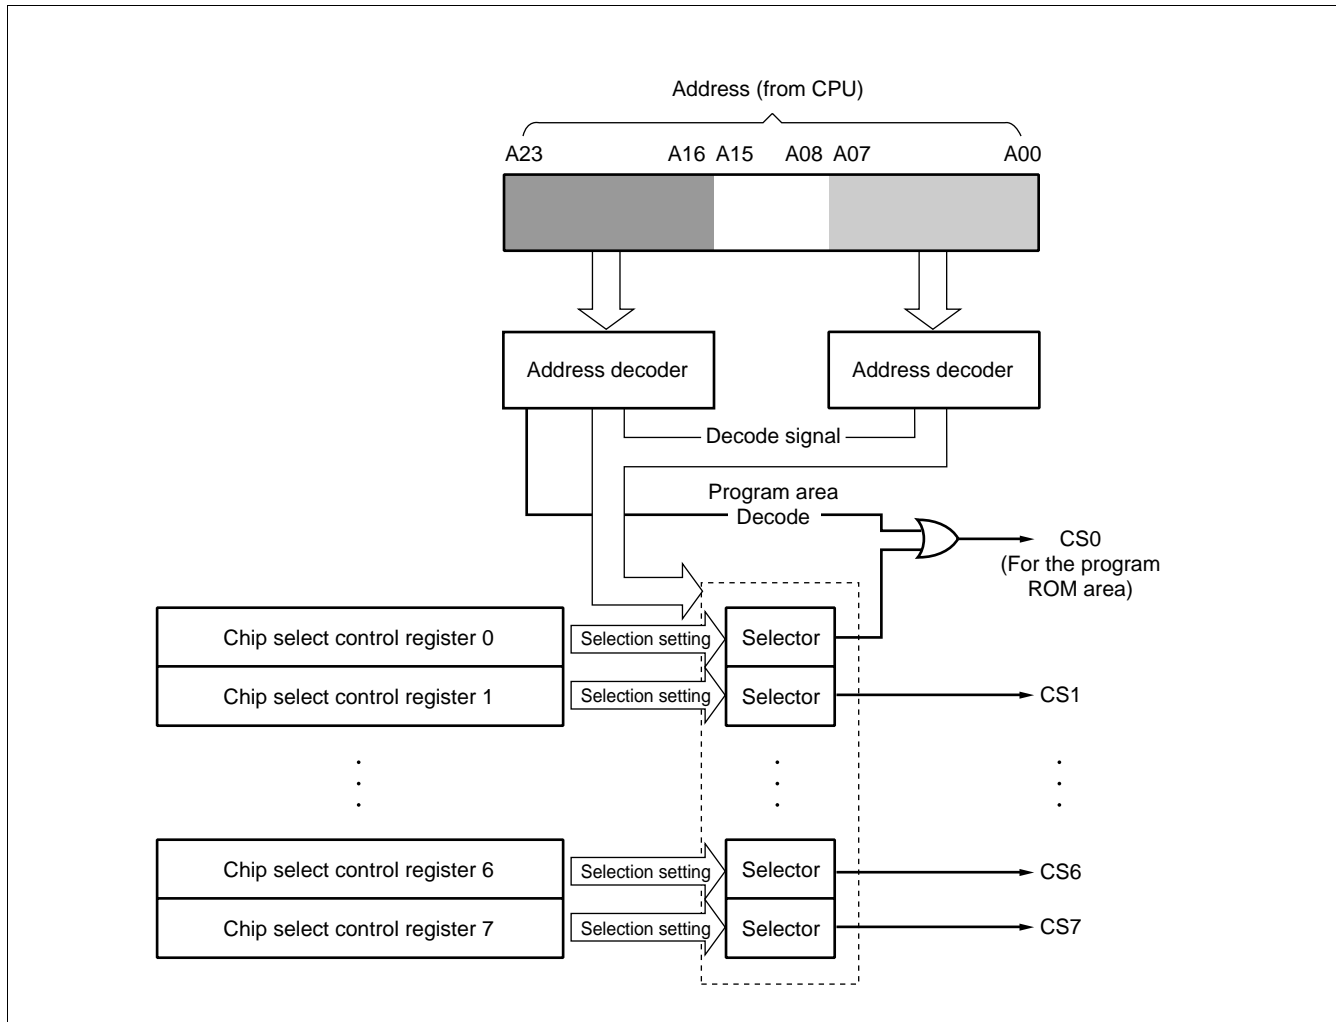 Address (from CPU)
A23 A16 A15 A08 A07 A00
Address decoder Address decoder
Decode signal
Program area
Decode
CS0
(For the program
ROM area)
Chip select control register 0 Selection setting Selector
Chip select control register 1 Selection setting Selector CS1
Chip select control register 6 Selection setting Selector CS6
Chip select control register 7 Selection setting Selector CS7